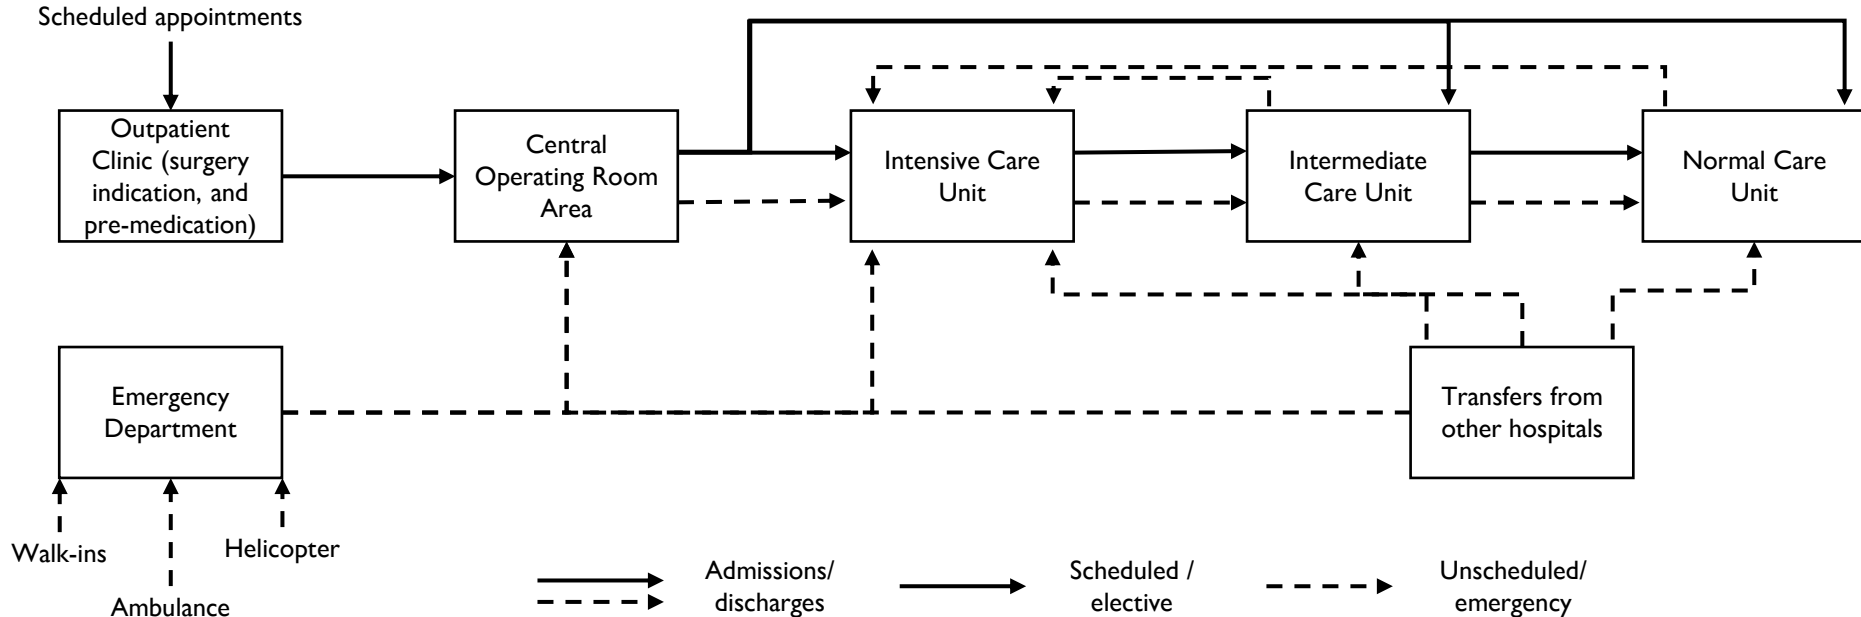 Scheduled appointments
Outpatient
Clinic (surgery
indication, and
pre-medication)
Central
Operating Room
Area
Intensive Care
Unit
Intermediate
Care Unit
Normal Care
Unit
Emergency
Department
Transfers from
other hospitals
Walk-ins
Ambulance
Helicopter
Admissions/
discharges
Scheduled /
elective
Unscheduled/
emergency